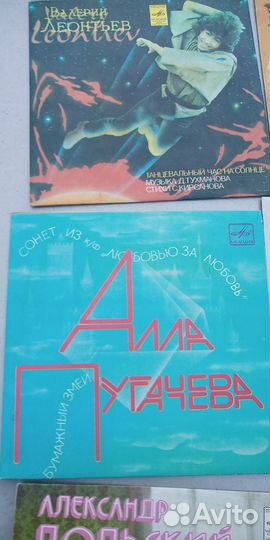 ВАЛЕРИЙ
ЛЕОНТЬЕВ
ТАНЦЕВАЛЬНЫЙ ЧАС НА СОЛНЦЕ
МУЗЫКА Д. ТУХМАНОВА
СТИХИ С. КИРСАНОВА
СОНЕТ ИЗ К/Ф „ЛЮБОВЬЮ ЗА ЛЮБОВЬ"
АЛЛА
ПУГАЧЕВА
БУМАЖНЫЙ ЗМЕЙ
АЛЕКСАНДР
ДОЛЬСКИЙ
Avito